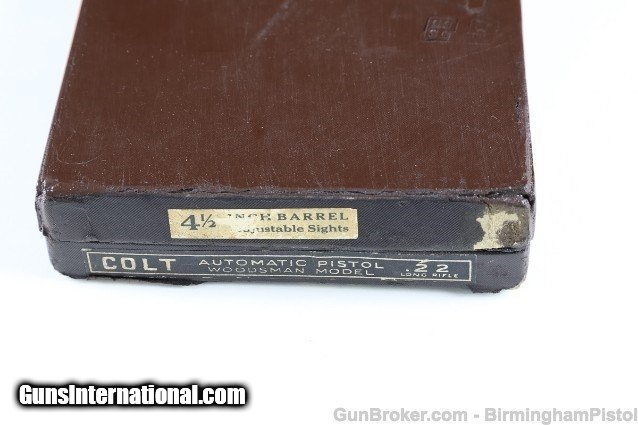 4½ INCH BARREL
Adjustable Sights
COLT AUTOMATIC PISTOL .22
WOODSMAN MODEL LONG RIFLE
GunsInternational.com
GunBroker.com - BirminghamPistol